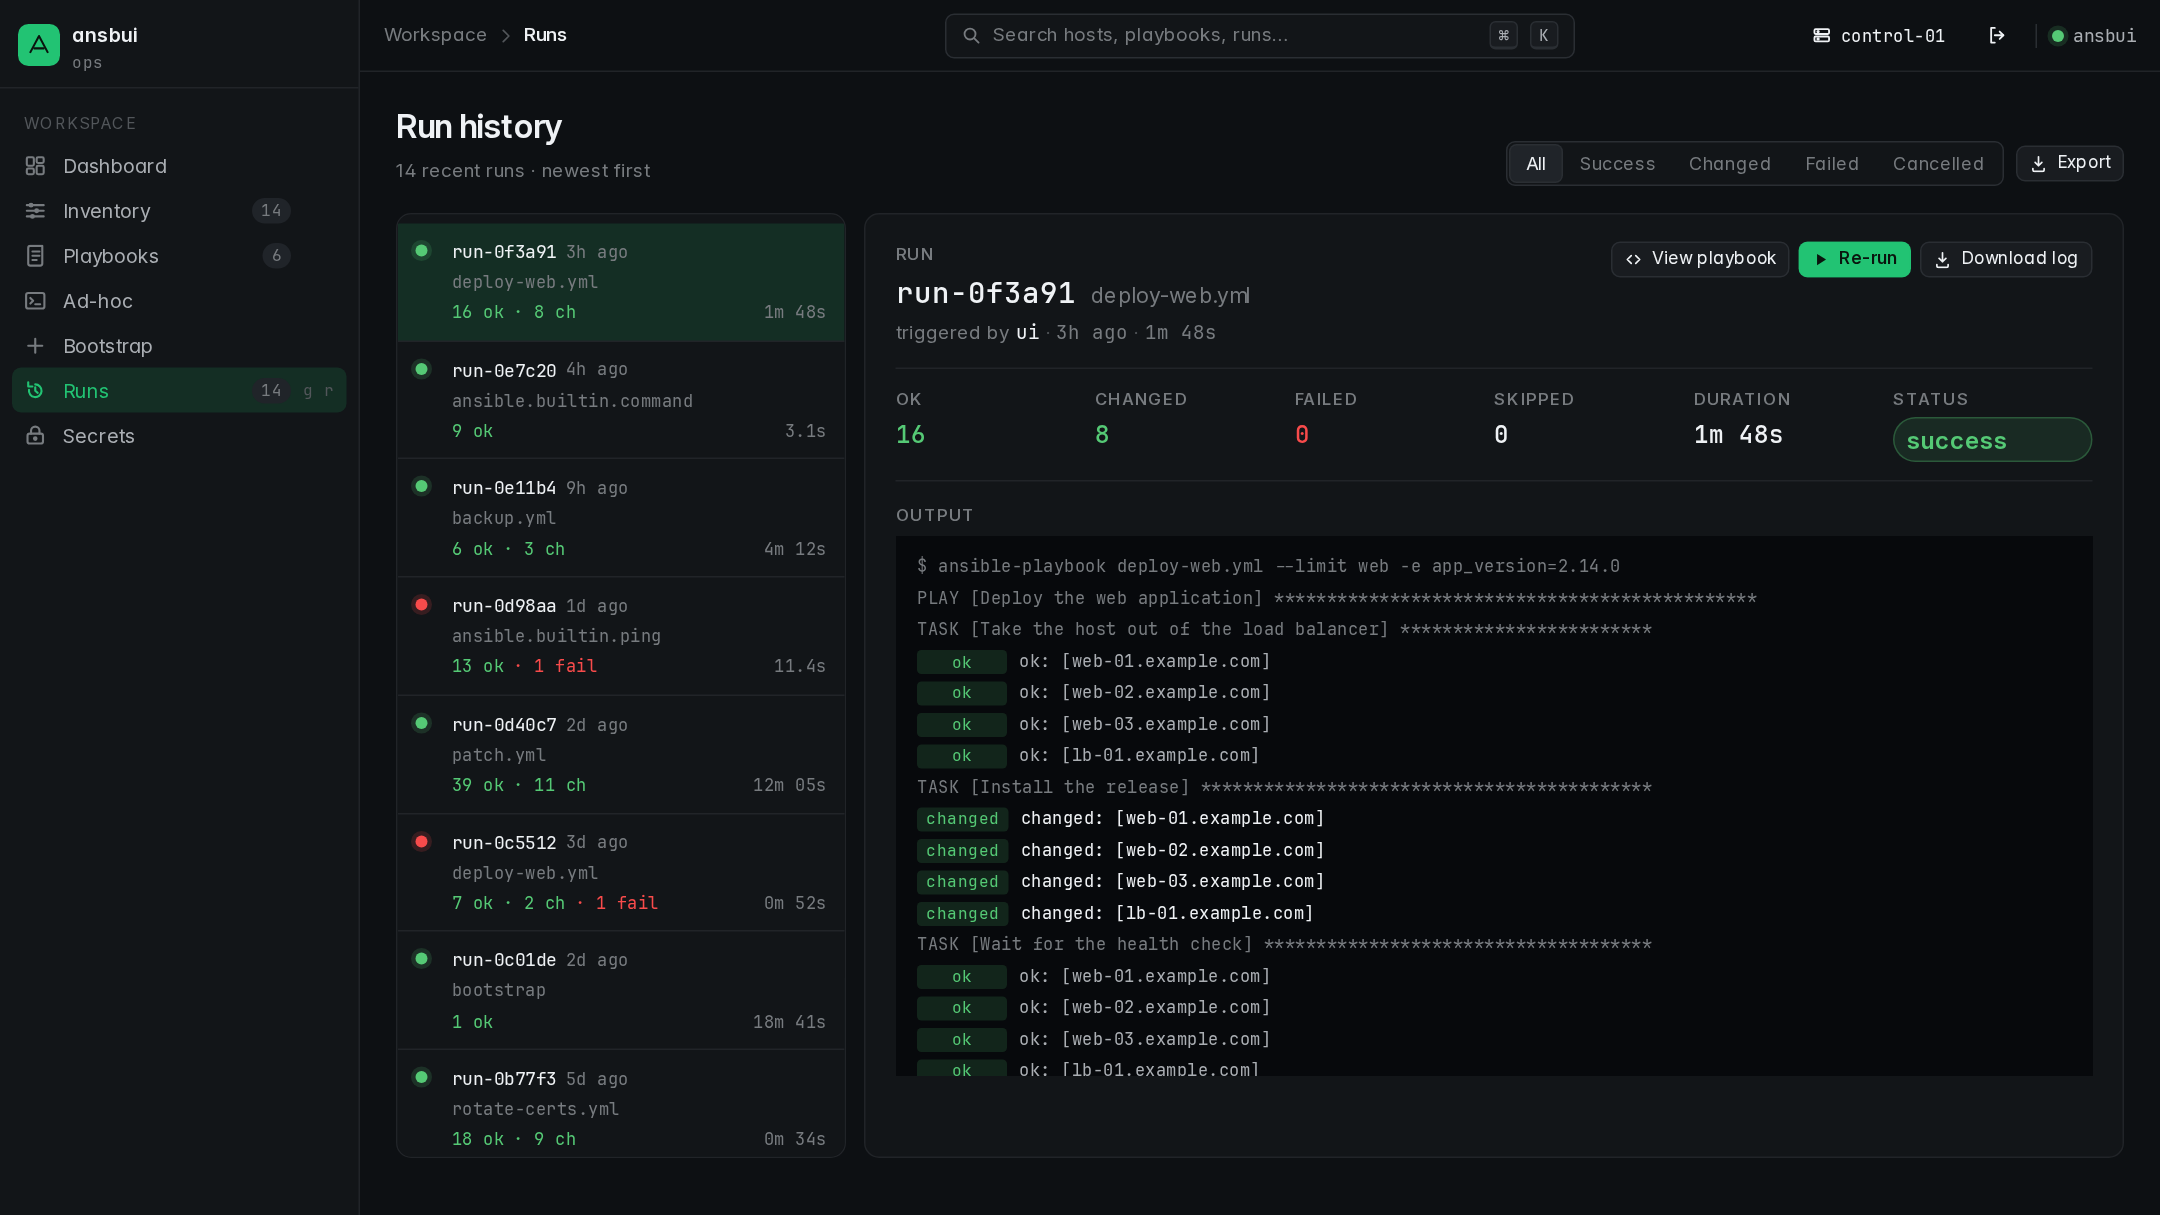 ansbui
ops
WORKSPACE
Dashboard
Inventory 14
Playbooks 6
Ad-hoc
Bootstrap
Runs 14 g r
Secrets
Workspace > Runs
Search hosts, playbooks, runs... ⌘ K
control-01
ansbui
Run history
14 recent runs · newest first
All Success Changed Failed Cancelled
Export
run-0f3a91 3h ago
deploy-web.yml
16 ok · 8 ch 1m 48s
run-0e7c20 4h ago
ansible.builtin.command
9 ok 3.1s
run-0e11b4 9h ago
backup.yml
6 ok · 3 ch 4m 12s
run-0d98aa 1d ago
ansible.builtin.ping
13 ok · 1 fail 11.4s
run-0d40c7 2d ago
patch.yml
39 ok · 11 ch 12m 05s
run-0c5512 3d ago
deploy-web.yml
7 ok · 2 ch · 1 fail 0m 52s
run-0c01de 2d ago
bootstrap
1 ok 18m 41s
run-0b77f3 5d ago
rotate-certs.yml
18 ok · 9 ch 0m 34s
RUN
View playbook Re-run Download log
run-0f3a91 deploy-web.yml
triggered by ui · 3h ago · 1m 48s
OK CHANGED FAILED SKIPPED DURATION STATUS
16 8 0 0 1m 48s success
OUTPUT
$ ansible-playbook deploy-web.yml --limit web -e app_version=2.14.0
PLAY [Deploy the web application] **********************************************
TASK [Take the host out of the load balancer] ************************
ok ok: [web-01.example.com]
ok ok: [web-02.example.com]
ok ok: [web-03.example.com]
ok ok: [lb-01.example.com]
TASK [Install the release] *******************************************
changed changed: [web-01.example.com]
changed changed: [web-02.example.com]
changed changed: [web-03.example.com]
changed changed: [lb-01.example.com]
TASK [Wait for the health check] *************************************
ok ok: [web-01.example.com]
ok ok: [web-02.example.com]
ok ok: [web-03.example.com]
ok ok: [lb-01.example.com]